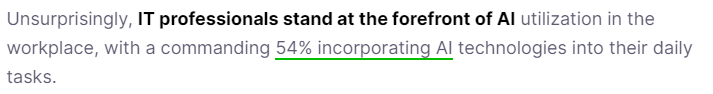 Unsurprisingly, IT professionals stand at the forefront of AI utilization in the
workplace, with a commanding 54% incorporating AI technologies into their daily
tasks.